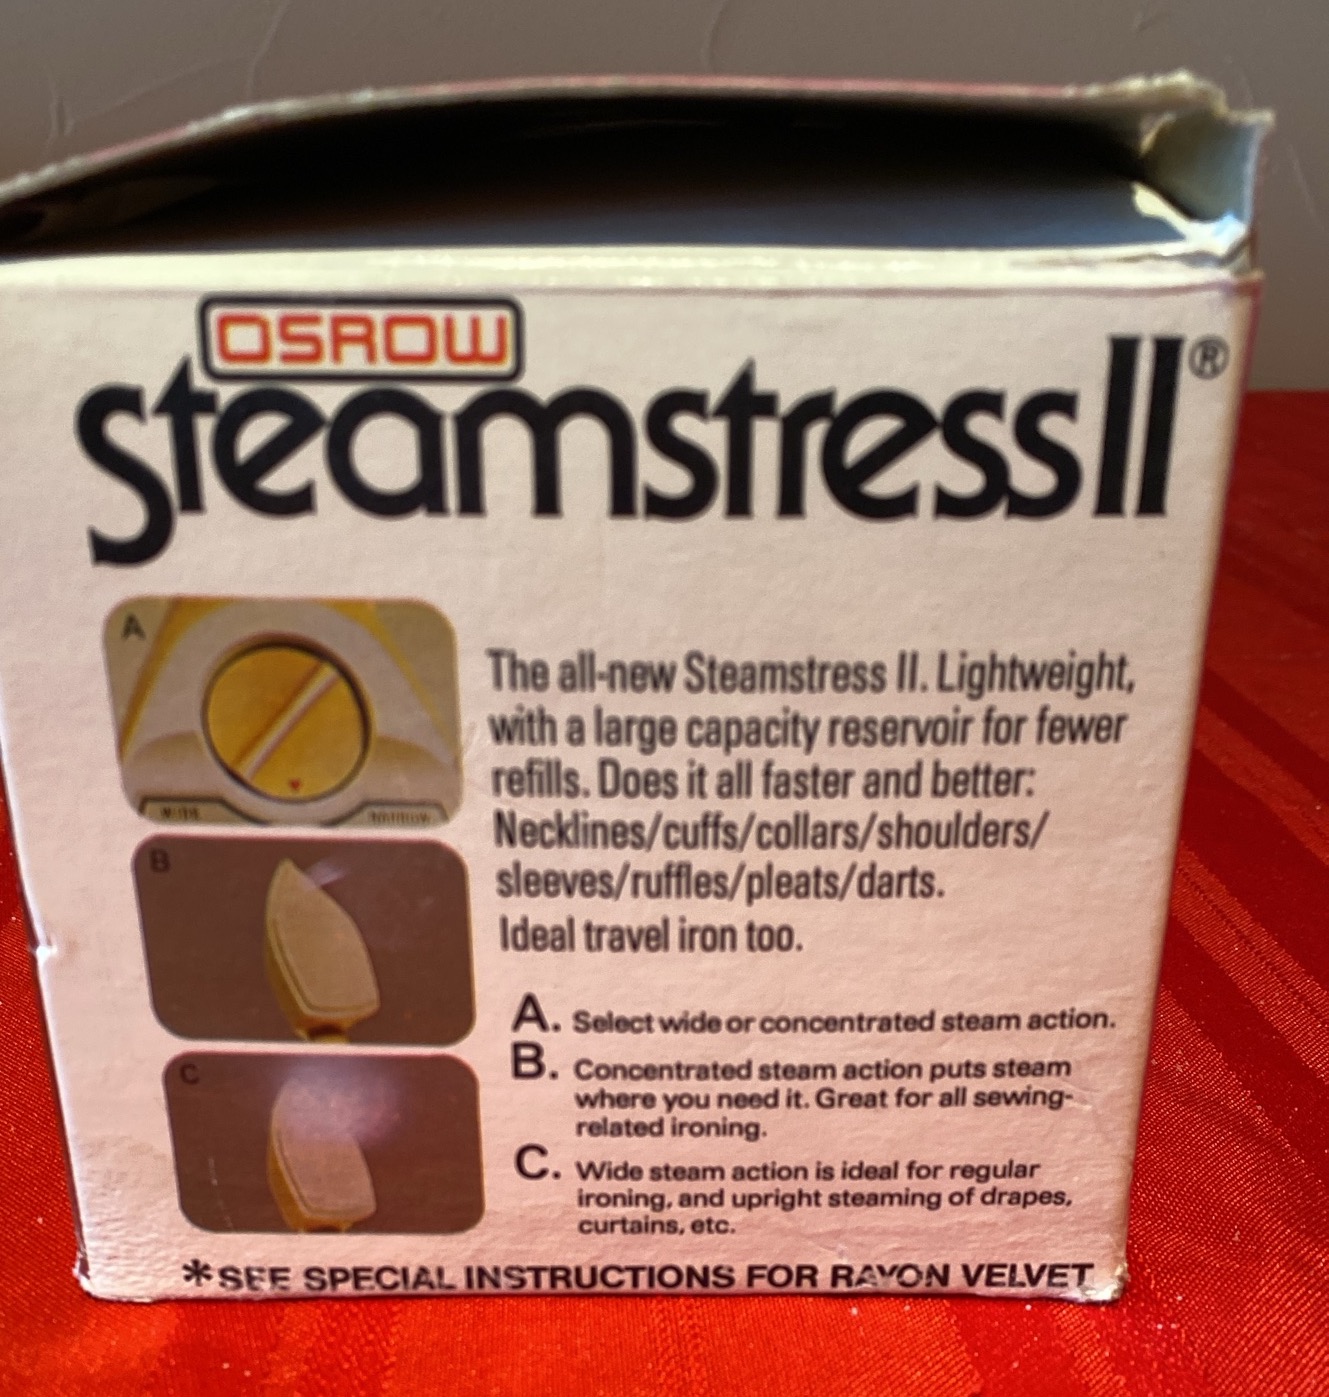 OSROW
steamstress II®
A
WIDE
NARROW
B
C
The all-new Steamstress II. Lightweight,
with a large capacity reservoir for fewer
refills. Does it all faster and better:
Necklines/cuffs/collars/shoulders/
sleeves/ruffles/pleats/darts.
Ideal travel iron too.
A. Select wide or concentrated steam action.
B. Concentrated steam action puts steam
where you need it. Great for all sewing-
related ironing.
C. Wide steam action is ideal for regular
ironing, and upright steaming of drapes,
curtains, etc.
*SEE SPECIAL INSTRUCTIONS FOR RAYON VELVET